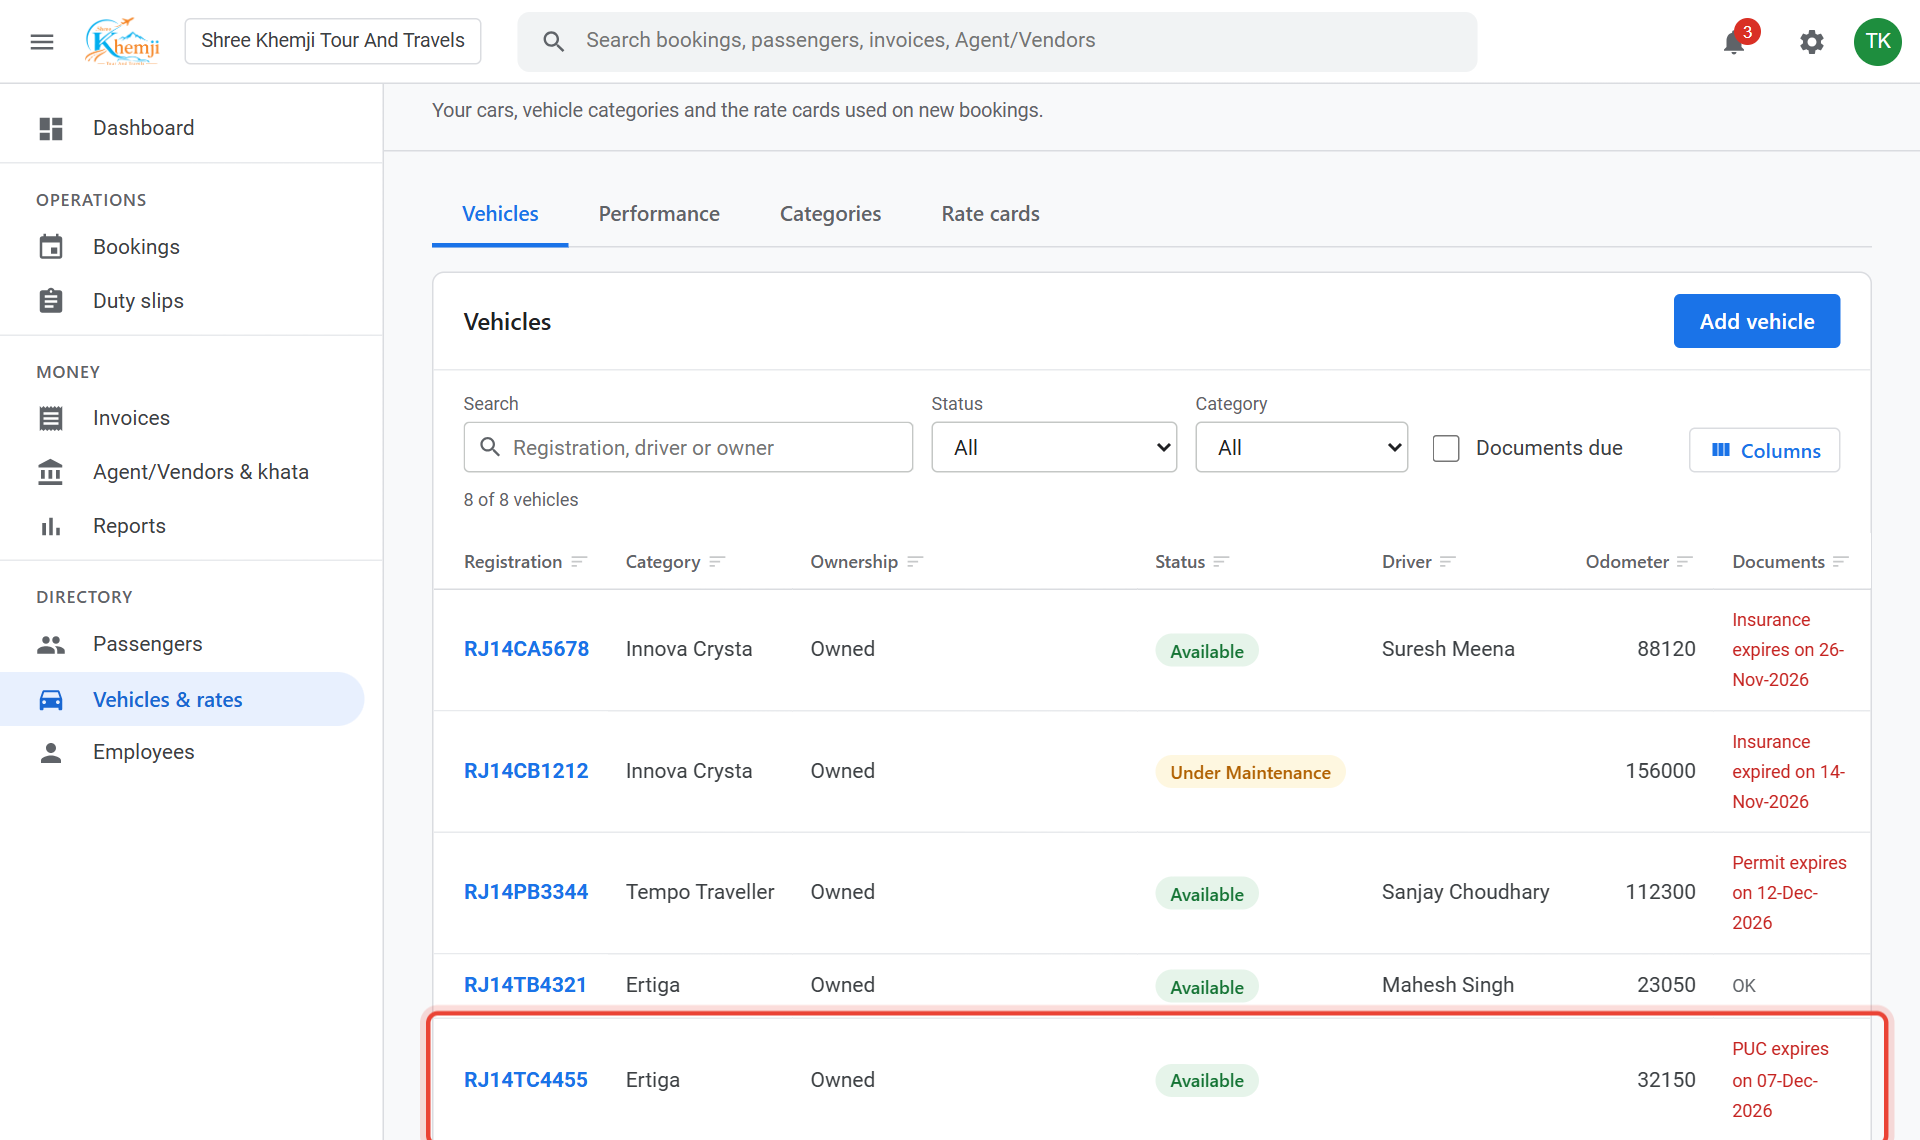 Khemji
Shree Khemji Tour And Travels
Search bookings, passengers, invoices, Agent/Vendors
3
TK
Dashboard
OPERATIONS
Bookings
Duty slips
MONEY
Invoices
Agent/Vendors & khata
Reports
DIRECTORY
Passengers
Vehicles & rates
Employees
Your cars, vehicle categories and the rate cards used on new bookings.
Vehicles Performance Categories Rate cards
Vehicles
Add vehicle
Search Status Category
Registration, driver or owner All All Documents due Columns
8 of 8 vehicles
Registration Category Ownership Status Driver Odometer Documents
RJ14CA5678 Innova Crysta Owned Available Suresh Meena 88120 Insurance
expires on 26-
Nov-2026
RJ14CB1212 Innova Crysta Owned Under Maintenance 156000 Insurance
expired on 14-
Nov-2026
RJ14PB3344 Tempo Traveller Owned Available Sanjay Choudhary 112300 Permit expires
on 12-Dec-
2026
RJ14TB4321 Ertiga Owned Available Mahesh Singh 23050 OK
RJ14TC4455 Ertiga Owned Available 32150 PUC expires
on 07-Dec-
2026